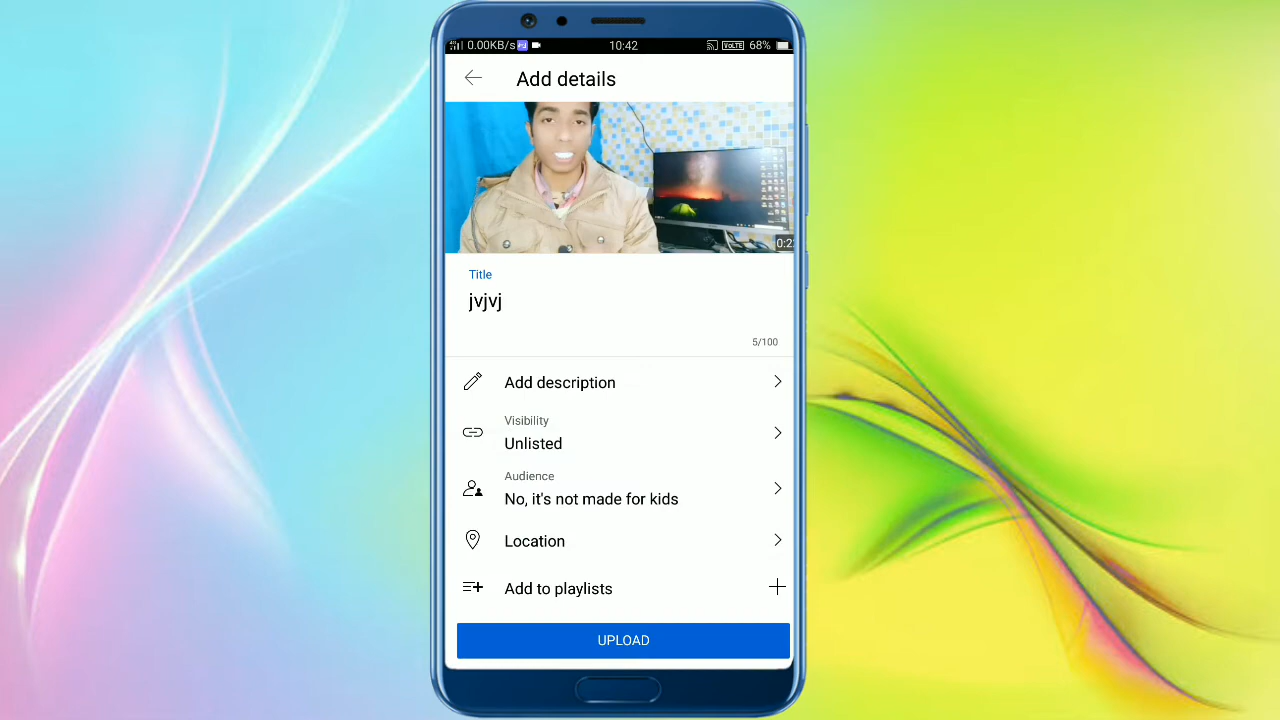 0.00KB/s 10:42 VoLTE 68%
Add details
0:2
Title
jvjvj
5/100
Add description
Visibility
Unlisted
Audience
No, it's not made for kids
Location
Add to playlists
UPLOAD